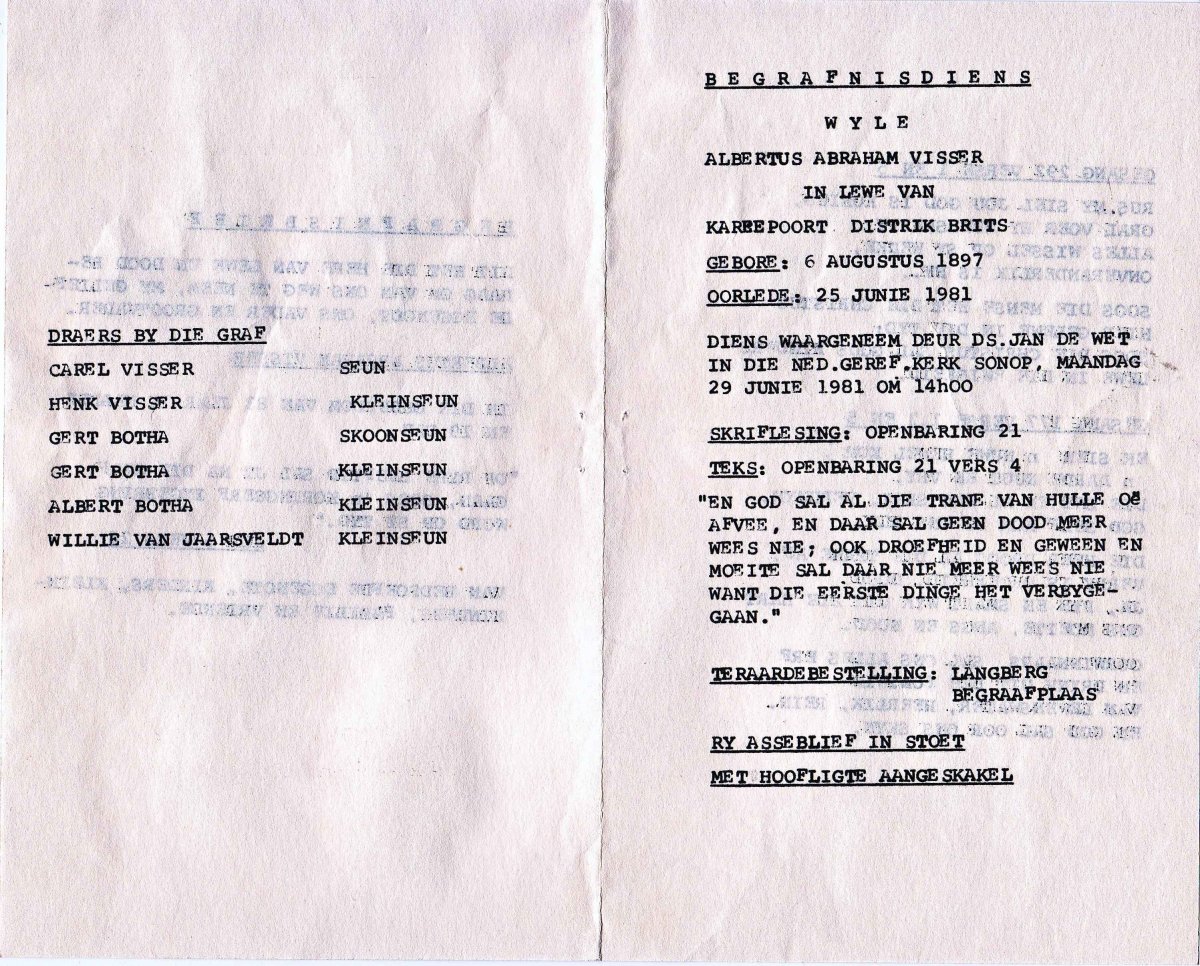 DRAERS BY DIE GRAF
CAREL VISSER SEUN
HENK VISSER KLEINSEUN
GERT BOTHA SKOONSEUN
GERT BOTHA KLEINSEUN
ALBERT BOTHA KLEINSEUN
WILLIE VAN JAARSVELDT KLEINSEUN
B E G R A F N I S D I E N S
W Y L E
ALBERTUS ABRAHAM VISSER
IN LEWE VAN
KAREEPOORT DISTRIK BRITS
GEBORE: 6 AUGUSTUS 1897
OORLEDE: 25 JUNIE 1981
DIENS WAARGENEEM DEUR DS.JAN DE WET
IN DIE NED.GEREF.KERK SONOP, MAANDAG
29 JUNIE 1981 OM 14hoo
SKRIFLESING: OPENBARING 21
TEKS: OPENBARING 21 VERS 4
"EN GOD SAL AL DIE TRANE VAN HULLE OË
AFVEE, EN DAAR SAL GEEN DOOD MEER
WEES NIE; OOK DROEFHEID EN GEWEEN EN
MOEITE SAL DAAR NIE MEER WEES NIE,
WANT DIE EERSTE DINGE HET VERBYGE-
GAAN."
TERAARDEBESTELLING: LANGBERG
BEGRAAFPLAAS
RY ASSEBLIEF IN STOET
MET HOOFLIGTE AANGESKAKEL